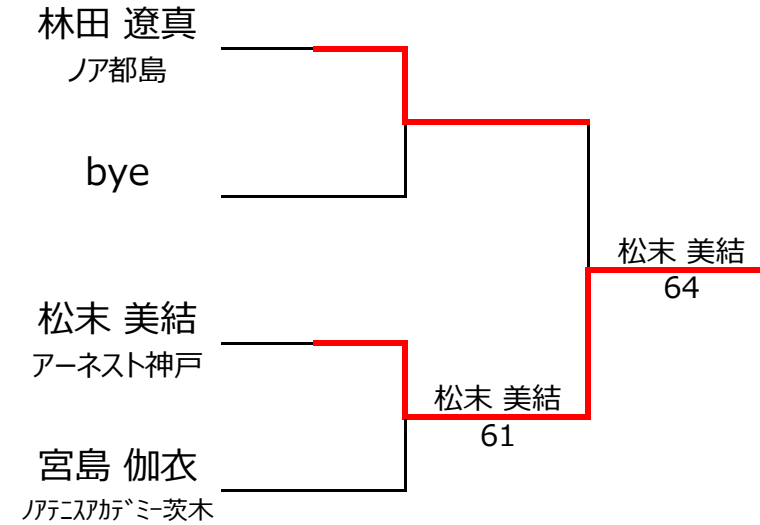 林田 遼真
ノア都島
bye
松末 美結
アーネスト神戸
宮島 伽衣
ﾉｱﾃﾆｽｱｶﾃﾞﾐｰ茨木
松末 美結
61
松末 美結
64